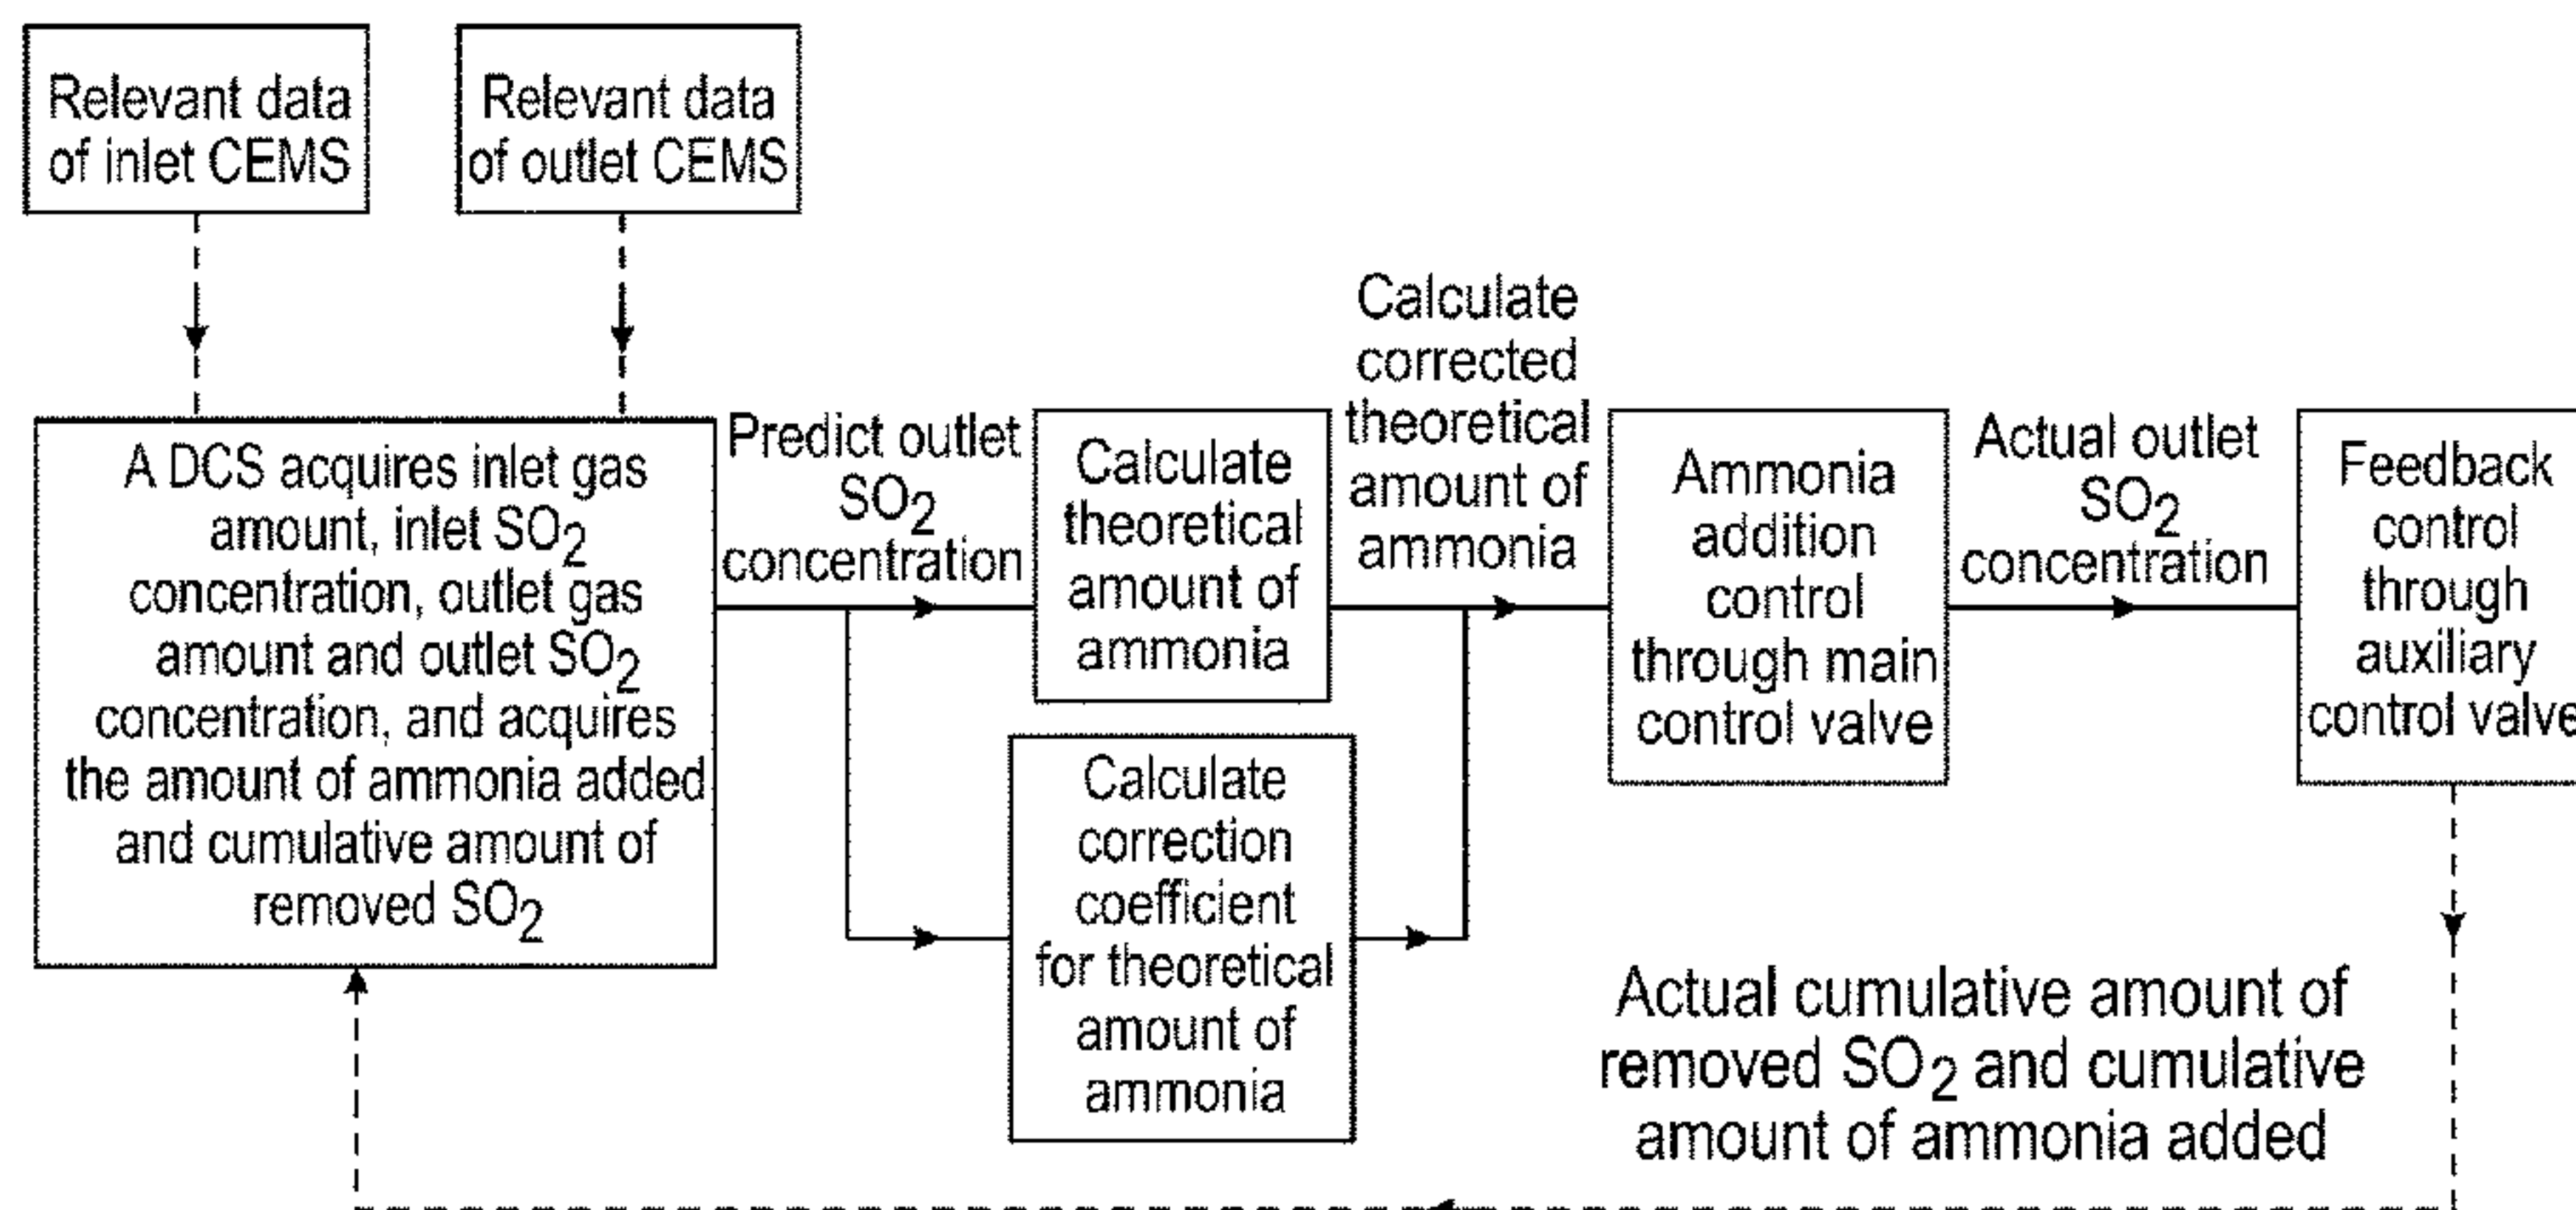 Relevant data
of inlet CEMS
Relevant data
of outlet CEMS
A DCS acquires inlet gas
amount, inlet SO2
concentration, outlet gas
amount and outlet SO2
concentration, and acquires
the amount of ammonia added
and cumulative amount of
removed SO2
Predict outlet
SO2
concentration
Calculate
theoretical
amount of
ammonia
Calculate
correction
coefficient
for theoretical
amount of
ammonia
Calculate
corrected
theoretical
amount of
ammonia
Ammonia
addition
control
through main
control valve
Actual outlet
SO2
concentration
Feedback
control
through
auxiliary
control valve
Actual cumulative amount of
removed SO2 and cumulative
amount of ammonia added